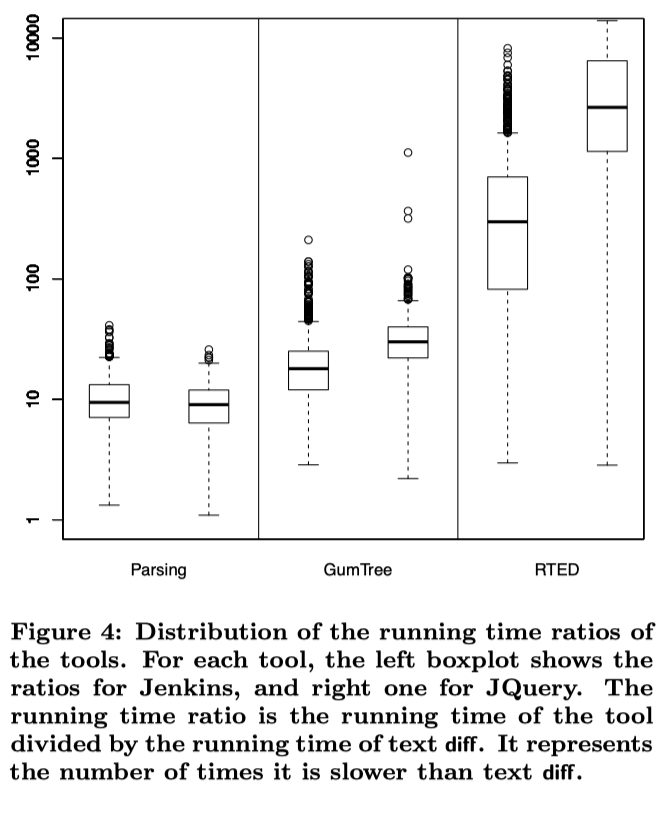 10000
1000
100
10
1
Parsing
GumTree
RTED
Figure 4: Distribution of the running time ratios of
the tools. For each tool, the left boxplot shows the
ratios for Jenkins, and right one for JQuery. The
running time ratio is the running time of the tool
divided by the running time of text diff. It represents
the number of times it is slower than text diff.